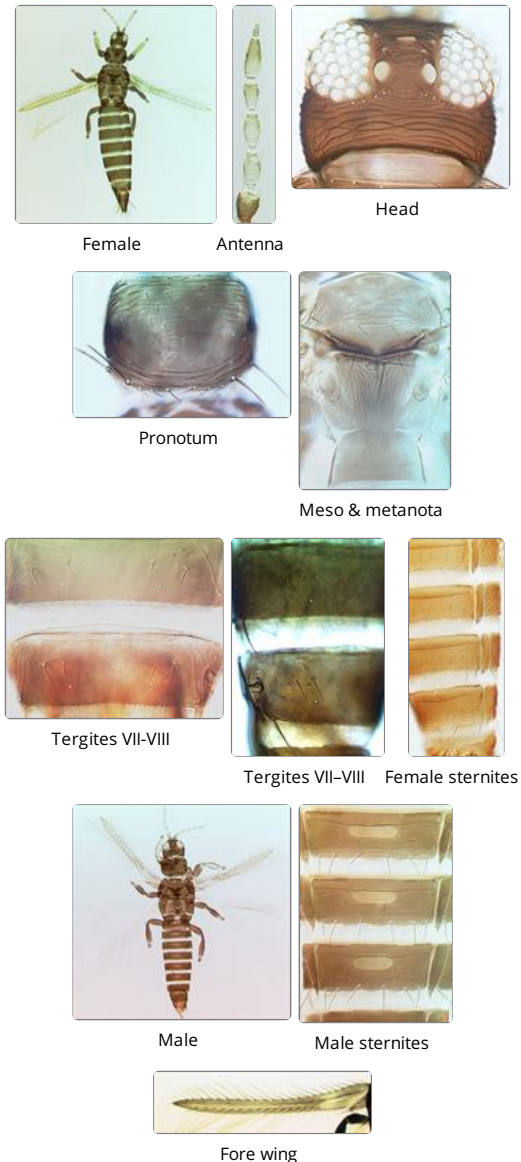 Female
Antenna
Head
Pronotum
Meso & metanota
Tergites VII-VIII
Tergites VII–VIII
Female sternites
Male
Male sternites
Fore wing